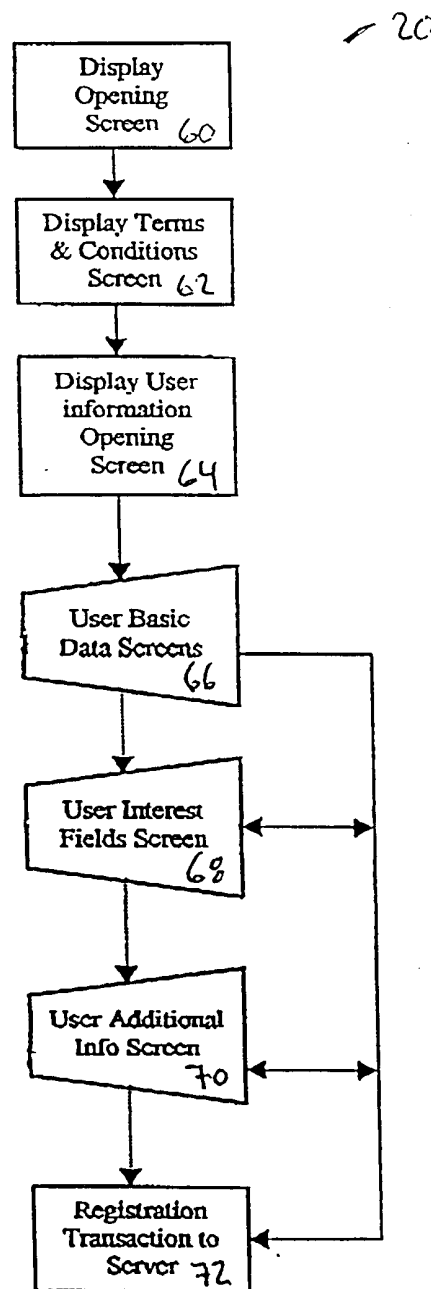 20
Display
Opening
Screen 60
Display Terms
& Conditions
Screen 62
Display User
information
Opening
Screen 64
User Basic
Data Screens
66
User Interest
Fields Screen
68
User Additional
Info Screen
70
Registration
Transaction to
Server 72